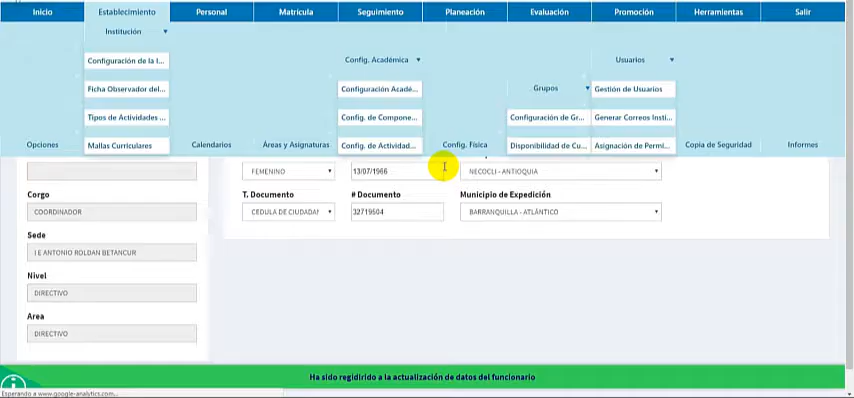 Inicio Establecimiento Personal Matrícula Seguimiento Planeación Evaluación Promoción Herramientas Salir
Institución
Config. Académica Usuarios
Configuración de la I...
Ficha Observador del... Configuración Acadé... Grupos Gestión de Usuarios
Tipos de Actividades ... Config. de Compone... Configuración de Gr... Generar Correos Insti...
Opciones Mallas Curriculares Calendarios Áreas y Asignaturas Config. de Actividad... Config. Física Disponibilidad de Cu... Asignación de Permi... Copia de Seguridad Informes
FEMENINO 13/07/1966 NECOCLI - ANTIOQUIA
Corgo T. Documento # Documento Municipio de Expedición
COORDINADOR CEDULA DE CIUDADAN 32719504 BARRANQUILLA - ATLÁNTICO
Sede
I E ANTONIO ROLDAN BETANCUR
Nivel
DIRECTIVO
Area
DIRECTIVO
Ha sido regidirido a la actualización de datos del funcionario
Esperando a www.google-analytics.com...